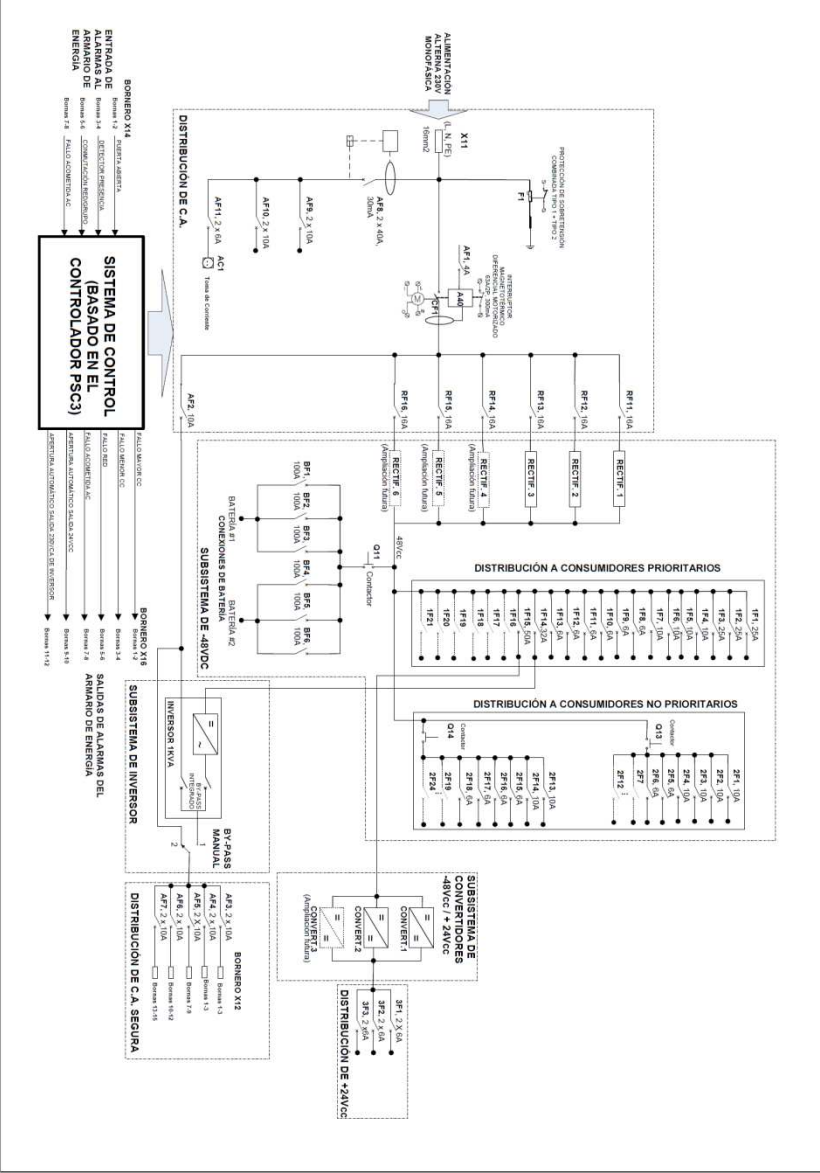 ALIMENTACIÓN
ALTERNA 230V
MONOFÁSICA
(L, N, PE)
X11
16mm2
PROTECCIÓN DE SOBRETENSIÓN
COMBINADA TIPO 1 + TIPO 2
F1
DISTRIBUCIÓN DE C.A.
AF8, 2 x 40A
30mA
AF9, 2 x 10A
AF10, 2 x 10A
AF11, 2 x 6A
AC1
Toma de Corriente
AF1, 4A
INTERRUPTOR
MAGNETOTÉRMICO
DIFERENCIAL MOTORIZADO
63A/2P, 300mA
CF1
M
RF11, 16A
RF12, 16A
RF13, 16A
RF14, 16A
RF15, 16A
RF16, 16A
AF2, 10A
RECTIF. 1
RECTIF. 2
RECTIF. 3
RECTIF. 4
(Ampliación futura)
RECTIF. 5
(Ampliación futura)
RECTIF. 6
(Ampliación futura)
48Vcc
Q11
Contactor
BF1,
100A
BF2,
100A
BF3,
100A
BF4,
100A
BF5,
100A
BF6,
100A
BATERÍA #1
BATERÍA #2
CONEXIONES DE BATERÍA
SUBSISTEMA DE -48VDC
DISTRIBUCIÓN A CONSUMIDORES PRIORITARIOS
1F1, 25A
1F2, 25A
1F3, 25A
1F4, 10A
1F5, 10A
1F6, 10A
1F7, 10A
1F8, 6A
1F9, 6A
1F10, 6A
1F11, 6A
1F12, 6A
1F13, 6A
1F14, 32A
1F15, 50A
1F16
1F17
1F18
1F19
1F20
1F21
DISTRIBUCIÓN A CONSUMIDORES NO PRIORITARIOS
Contactor
Q13
2F1, 10A
2F2, 10A
2F3, 10A
2F4, 10A
2F5, 6A
2F6, 6A
2F7
2F12
Contactor
Q14
2F13, 10A
2F14, 10A
2F15, 6A
2F16, 6A
2F17, 6A
2F18, 6A
2F19
2F24
SUBSISTEMA DE
CONVERTIDORES
-48Vcc / + 24Vcc
CONVERT.1
CONVERT.2
CONVERT.3
(Ampliación futura)
3F1, 2 X 6A
3F2, 2 x 6A
3F3, 2 x6A
DISTRIBUCIÓN DE +24Vcc
INVERSOR 1KVA
BY-PASS
INTEGRADO
SUBSISTEMA DE INVERSOR
BY-PASS
MANUAL
1
2
AF3, 2 x 10A
AF4, 2 x 10A
AF5, 2 X 10A
AF6, 2 x 10A
AF7, 2 x 10A
BORNERO X12
Bornas 1-3
Bornas 1-3
Bornas 7-9
Bornas 10-12
Bornas 13-15
DISTRIBUCIÓN DE C.A. SEGURA
ENTRADA DE
ALARMAS AL
ARMARIO DE
ENERGÍA
BORNERO X14
Bornas 1-2
PUERTA ABIERTA
Bornas 3-4
DETECTOR PRESENCIA
Bornas 5-6
CONMUTACIÓN RED/GRUPO
Bornas 7-8
FALLO ACOMETIDA AC
SISTEMA DE CONTROL
(BASADO EN EL
CONTROLADOR PSC3)
FALLO MAYOR CC
FALLO MENOR CC
FALLO RED
FALLO ACOMETIDA AC
APERTURA AUTOMÁTICO SALIDA 24VCC
APERTURA AUTOMÁTICO SALIDA 230VCA DE INVERSOR
BORNERO X16
Bornas 1-2
Bornas 3-4
Bornas 5-6
Bornas 7-8
Bornas 9-10
Bornas 11-12
SALIDAS DE ALARMAS DEL
ARMARIO DE ENERGÍA